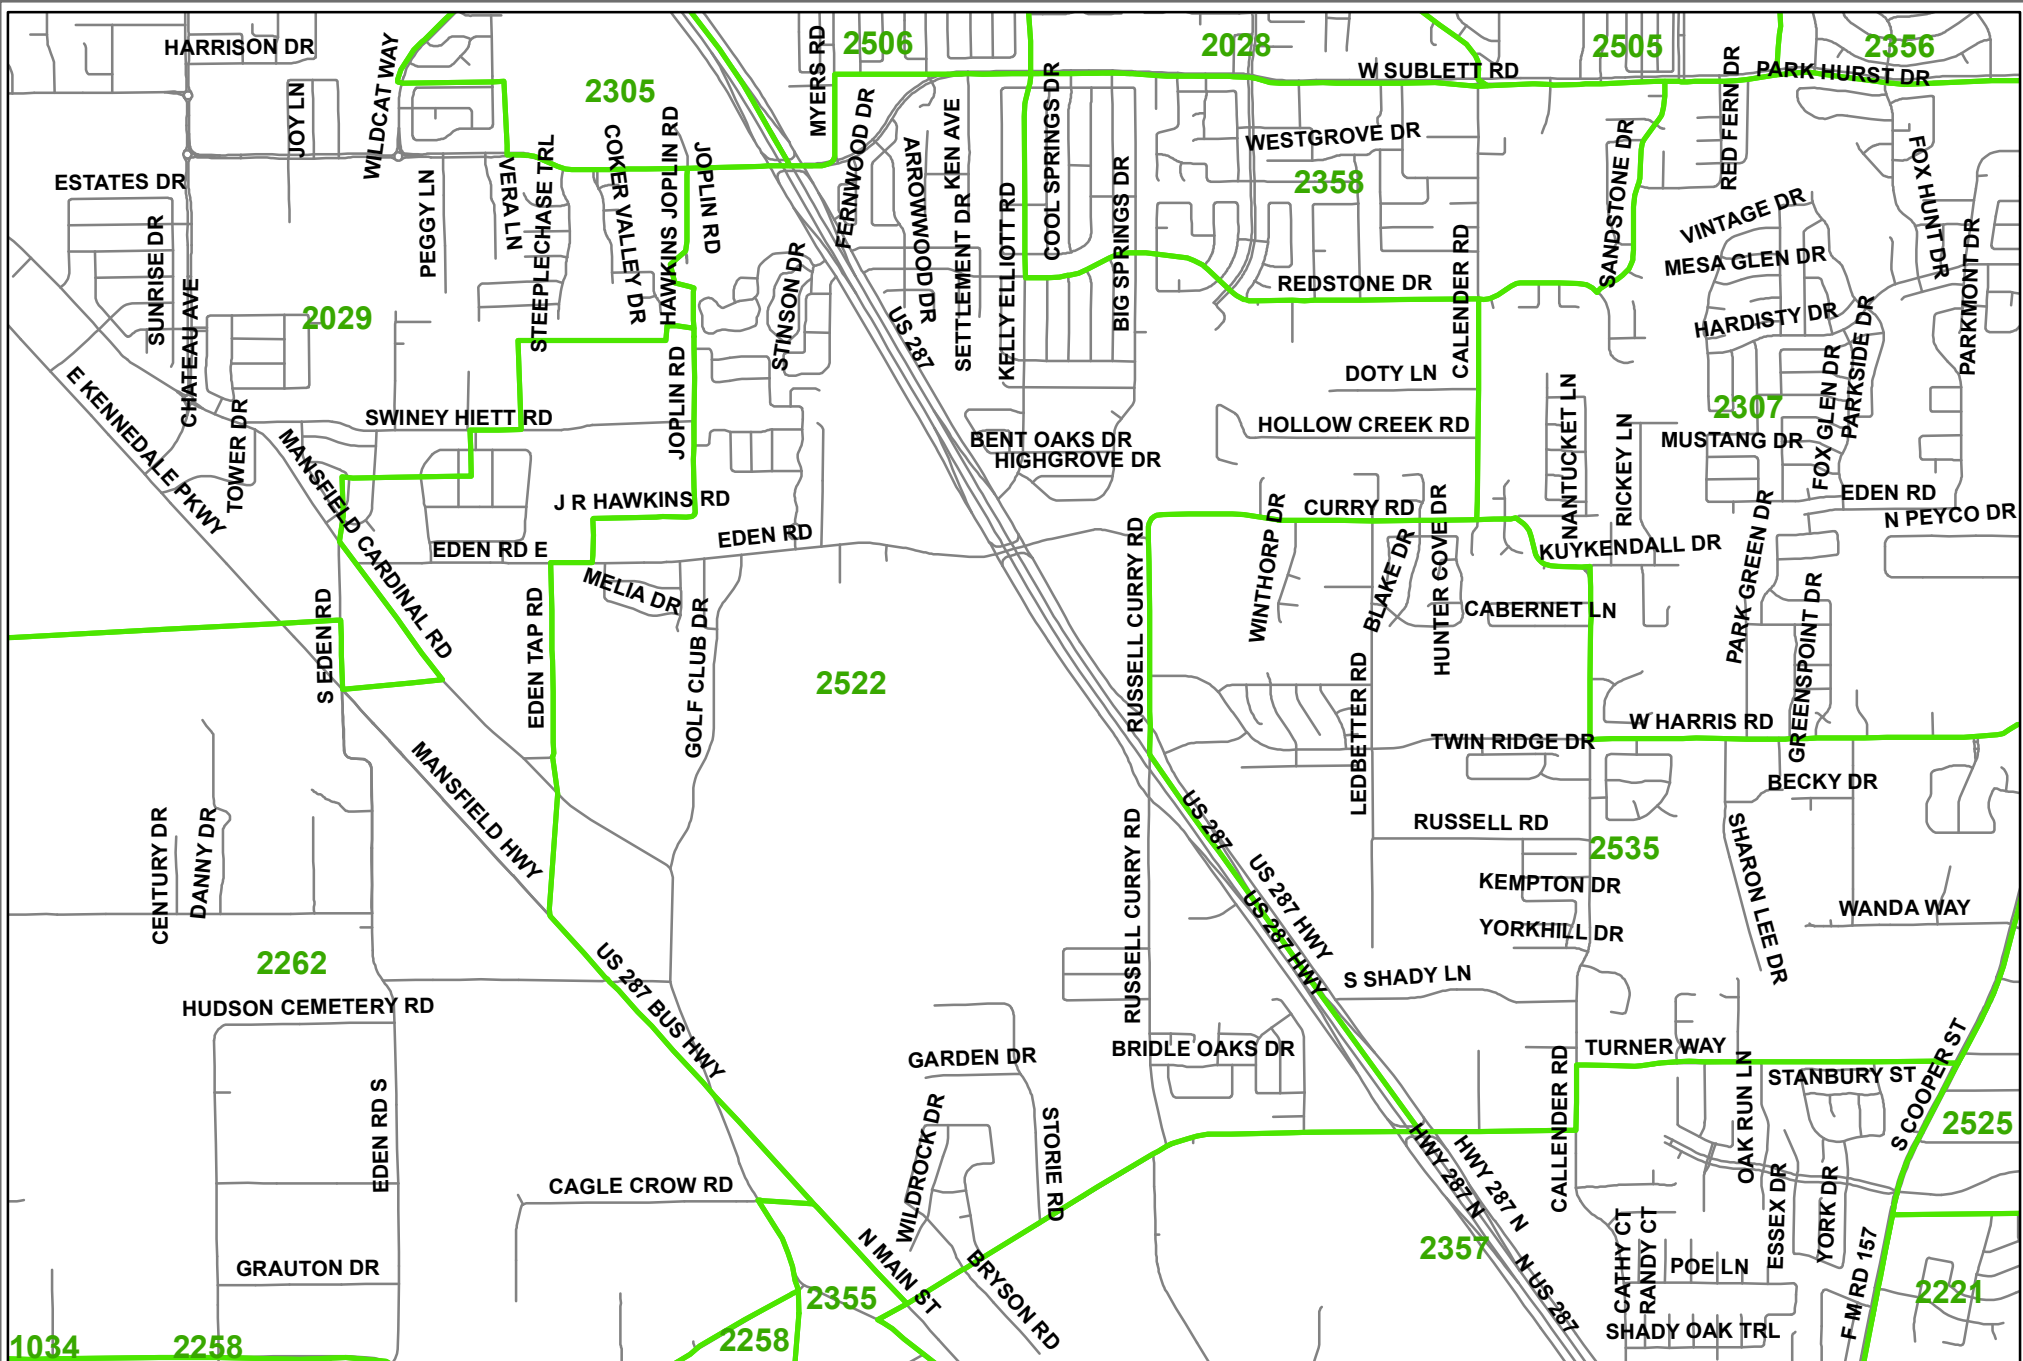 HARRISON DR
WILDCAT WAY
JOY LN
2305
MYERS RD
2506
2028
W SUBLETT RD
2505
RED FERN DR
2356
PARK HURST DR
ESTATES DR
SUNRISE DR
CHATEAU AVE
PEGGY LN
VERA LN
STEEPLECHASE TRL
COKER VALLEY DR
HAWKINS JOPLIN RD
JOPLIN RD
STINSON DR
FERNWOOD DR
ARROWWOOD DR
KEN AVE
SETTLEMENT DR
KELLY ELLIOTT RD
COOL SPRINGS DR
BIG SPRINGS DR
WESTGROVE DR
2358
REDSTONE DR
CALENDER RD
SANDSTONE DR
VINTAGE DR
MESA GLEN DR
HARDISTY DR
FOX HUNT DR
PARKMONT DR
PARKSIDE DR
FOX GLEN DR
2029
US 287
E KENNEDALE PKWY
TOWER DR
SWINEY HIETT RD
MANSFIELD CARDINAL RD
JOPLIN RD
J R HAWKINS RD
EDEN RD E
EDEN RD
MELIA DR
BENT OAKS DR
HIGHGROVE DR
DOTY LN
HOLLOW CREEK RD
NANTUCKET LN
RICKEY LN
2307
MUSTANG DR
EDEN RD
N PEYCO DR
CURRY RD
WINTHORP DR
BLAKE DR
HUNTER COVE DR
KUYKENDALL DR
CABERNET LN
PARK GREEN DR
GREENSPOINT DR
S EDEN RD
EDEN TAP RD
GOLF CLUB DR
2522
RUSSELL CURRY RD
LEDBETTER RD
TWIN RIDGE DR
W HARRIS RD
BECKY DR
MANSFIELD HWY
CENTURY DR
DANNY DR
RUSSELL CURRY RD
US 287
US 287 HWY
US 287 HWY
RUSSELL RD
2535
KEMPTON DR
YORKHILL DR
SHARON LEE DR
WANDA WAY
2262
US 287 BUS HWY
HUDSON CEMETERY RD
S SHADY LN
GARDEN DR
BRIDLE OAKS DR
TURNER WAY
STANBURY ST
S COOPER ST
2525
EDEN RD S
WILDROCK DR
STORIE RD
CALLENDER RD
OAK RUN LN
ESSEX DR
YORK DR
CAGLE CROW RD
HWY 287 N
HWY 287 N
N MAIN ST
BRYSON RD
2357
N US 287
CATHY CT
RANDY CT
POE LN
F M RD 157
2221
GRAUTON DR
2355
SHADY OAK TRL
1034
2258
2258